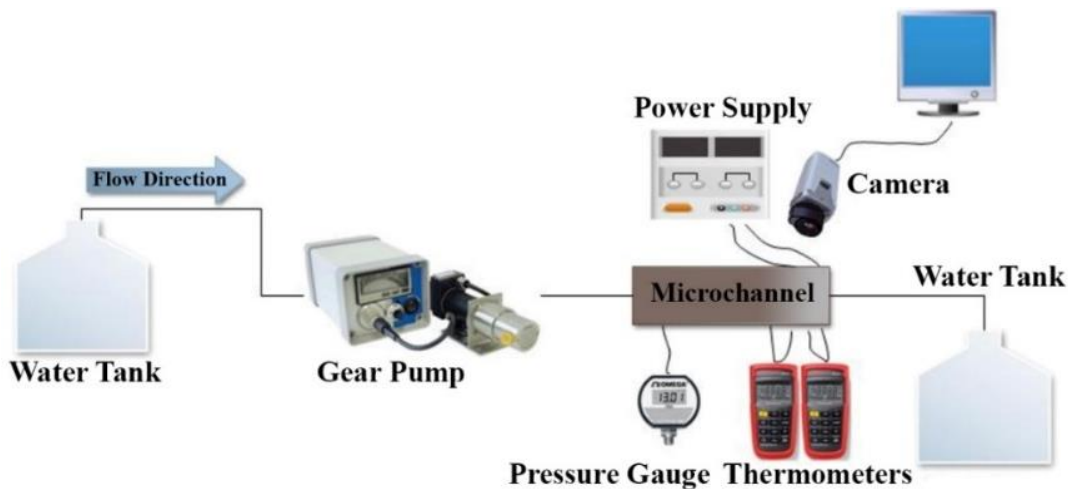 Power Supply
Flow Direction
Camera
Microchannel
Water Tank
Water Tank
Gear Pump
OMEGA
13.01
Pressure Gauge Thermometers